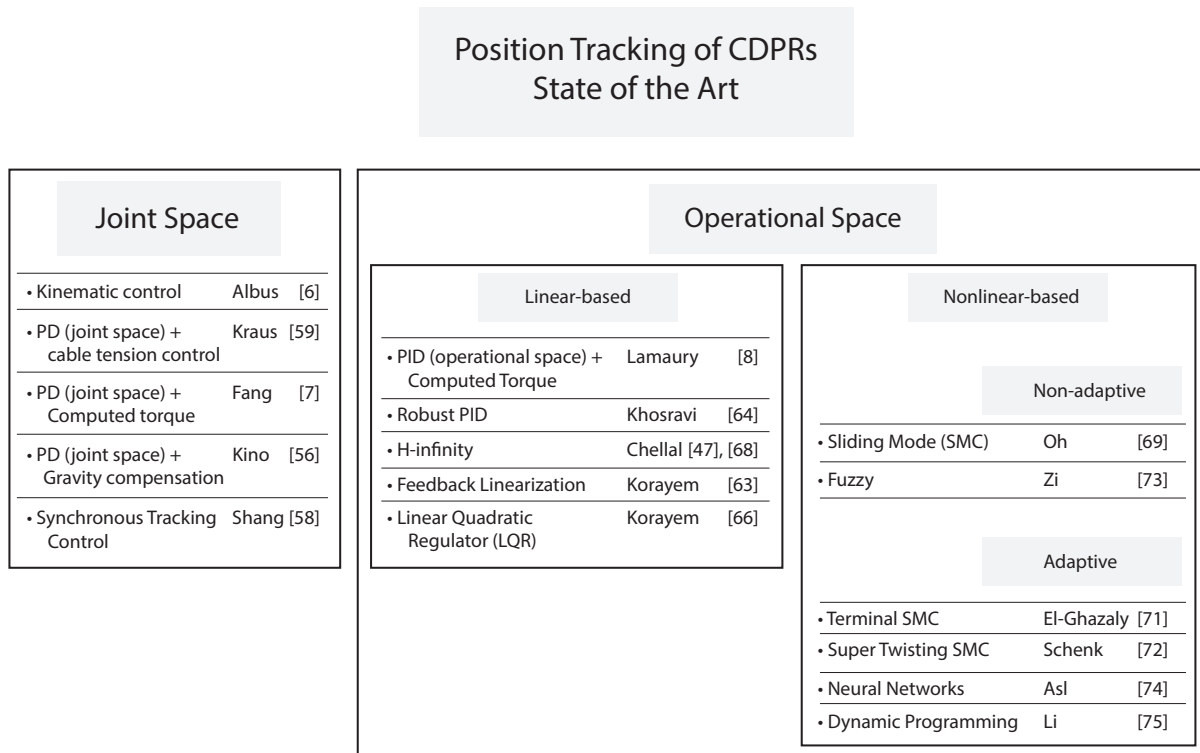 Position Tracking of CDPRs
State of the Art
Joint Space
• Kinematic control Albus [6]
• PD (joint space) + Kraus [59]
cable tension control
• PD (joint space) + Fang [7]
Computed torque
• PD (joint space) + Kino [56]
Gravity compensation
• Synchronous Tracking Shang [58]
Control
Operational Space
Linear-based
• PID (operational space) + Lamaury [8]
Computed Torque
• Robust PID Khosravi [64]
• H-infinity Chellal [47], [68]
• Feedback Linearization Korayem [63]
• Linear Quadratic Korayem [66]
Regulator (LQR)
Nonlinear-based
Non-adaptive
• Sliding Mode (SMC) Oh [69]
• Fuzzy Zi [73]
Adaptive
• Terminal SMC El-Ghazaly [71]
• Super Twisting SMC Schenk [72]
• Neural Networks Asl [74]
• Dynamic Programming Li [75]